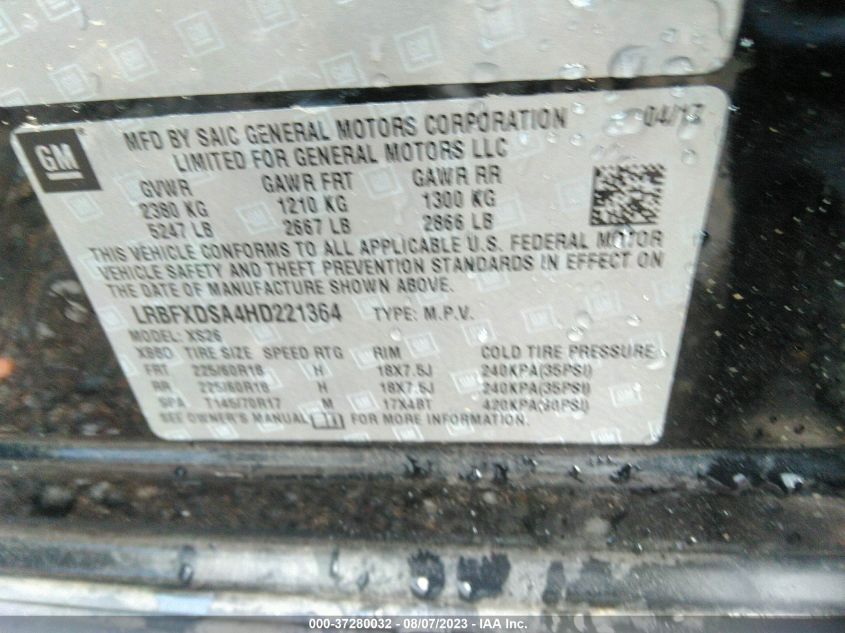 GM
MFD BY SAIC GENERAL MOTORS CORPORATION 04/17
LIMITED FOR GENERAL MOTORS LLC
GVWR GAWR FRT GAWR RR
2380 KG 1210 KG 1300 KG
5247 LB 2667 LB 2866 LB
THIS VEHICLE CONFORMS TO ALL APPLICABLE U.S. FEDERAL MOTOR
VEHICLE SAFETY AND THEFT PREVENTION STANDARDS IN EFFECT ON
THE DATE OF MANUFACTURE SHOWN ABOVE.
LRBFXDSA4HD221364 TYPE: M.P.V.
MODEL: XS26
TIRE SIZE SPEED RTG RIM COLD TIRE PRESSURE
FRT 225/60R18 H 18X7.5J 240KPA(35PSI)
RR 225/60R18 H 18X7.5J 240KPA(35PSI)
SPA T145/70R17 M 17X4BT 420KPA(60PSI)
SEE OWNER'S MANUAL FOR MORE INFORMATION.
000-37280032 - 08/07/2023 - IAA Inc.